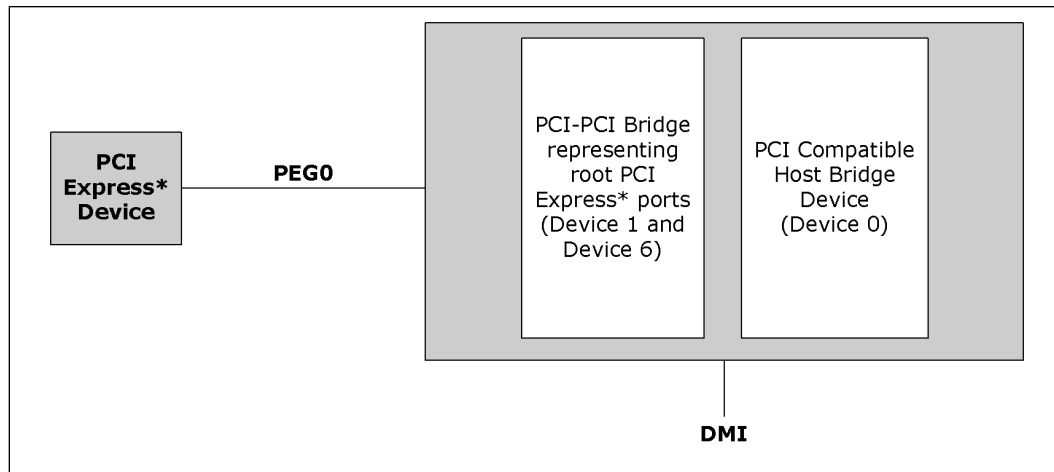 PCI
Express*
Device
PEG0
PCI-PCI Bridge
representing
root PCI
Express* ports
(Device 1 and
Device 6)
PCI Compatible
Host Bridge
Device
(Device 0)
DMI